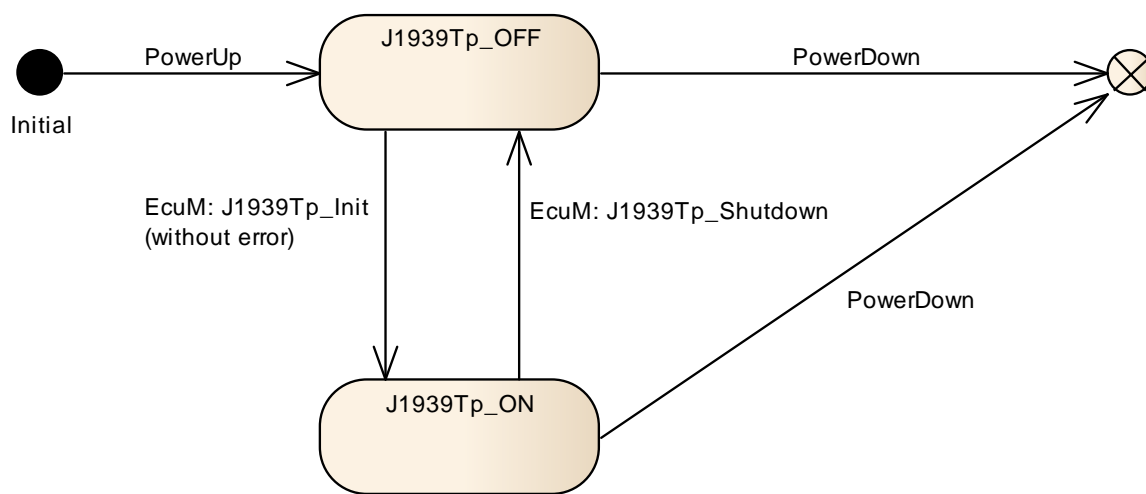 J1939Tp_OFF
PowerUp
PowerDown
Initial
EcuM: J1939Tp_Init
(without error)
EcuM: J1939Tp_Shutdown
PowerDown
J1939Tp_ON